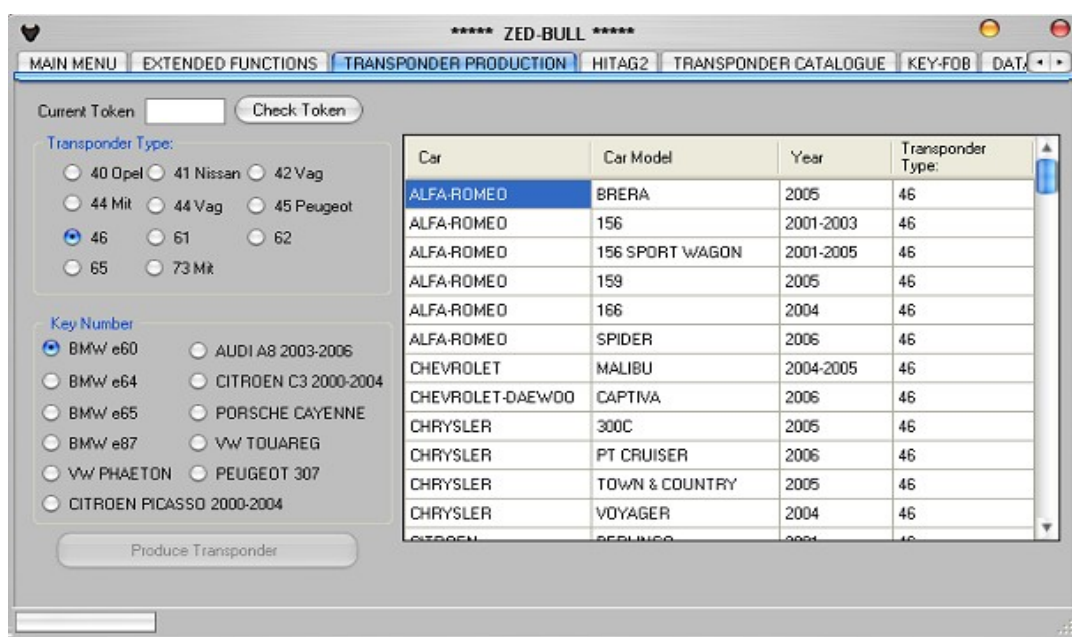 ***** ZED-BULL *****
MAIN MENU EXTENDED FUNCTIONS TRANSPONDER PRODUCTION HITAG2 TRANSPONDER CATALOGUE KEY-FOB
Current Token Check Token
Transponder Type:
40 Opel 41 Nissan 42 Vag
44 Mit 44 Vag 45 Peugeot
46 61 62
65 73 Mit
Key Number
BMW e60 AUDI A8 2003-2006
BMW e64 CITROEN C3 2000-2004
BMW e65 PORSCHE CAYENNE
BMW e87 VW TOUAREG
VW PHAETON PEUGEOT 307
CITROEN PICASSO 2000-2004
Produce Transponder
Car Car Model Year Transponder Type:
ALFA-ROMEO BRERA 2005 46
ALFA-ROMEO 156 2001-2003 46
ALFA-ROMEO 156 SPORT WAGON 2001-2005 46
ALFA-ROMEO 159 2005 46
ALFA-ROMEO 166 2004 46
ALFA-ROMEO SPIDER 2006 46
CHEVROLET MALIBU 2004-2005 46
CHEVROLET-DAEWOO CAPTIVA 2006 46
CHRYSLER 300C 2005 46
CHRYSLER PT CRUISER 2006 46
CHRYSLER TOWN & COUNTRY 2005 46
CHRYSLER VOYAGER 2004 46